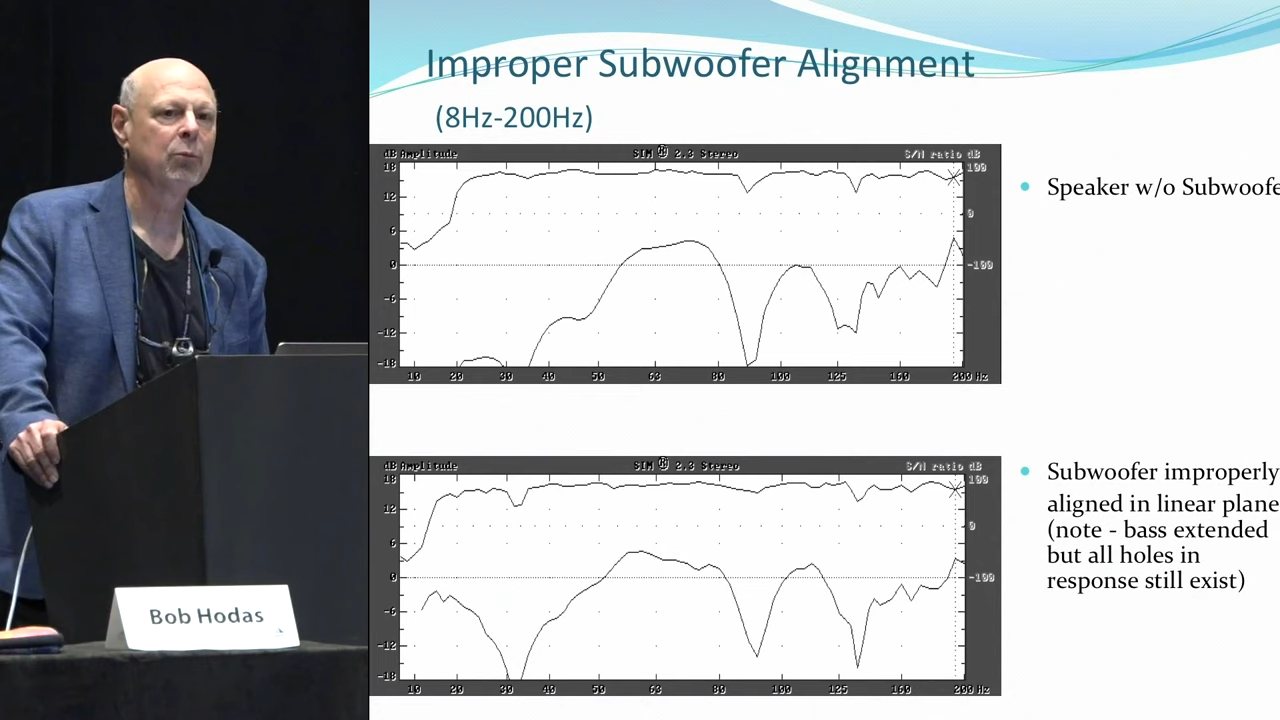 Improper Subwoofer Alignment
(8Hz-200Hz)
dB Amplitude SIM ® 2.3 Stereo S/N ratio dB
18 100
12
6 0
0 -100
-6
-12
-18
10 20 30 40 50 63 80 100 125 160 200 Hz
Speaker w/o Subwoofe
dB Amplitude SIM ® 2.3 Stereo S/N ratio dB
18 100
12
6 0
0 -100
-6
-12
-18
10 20 30 40 50 63 80 100 125 160 200 Hz
Subwoofer improperly
aligned in linear plane
(note - bass extended
but all holes in
response still exist)
Bob Hodas